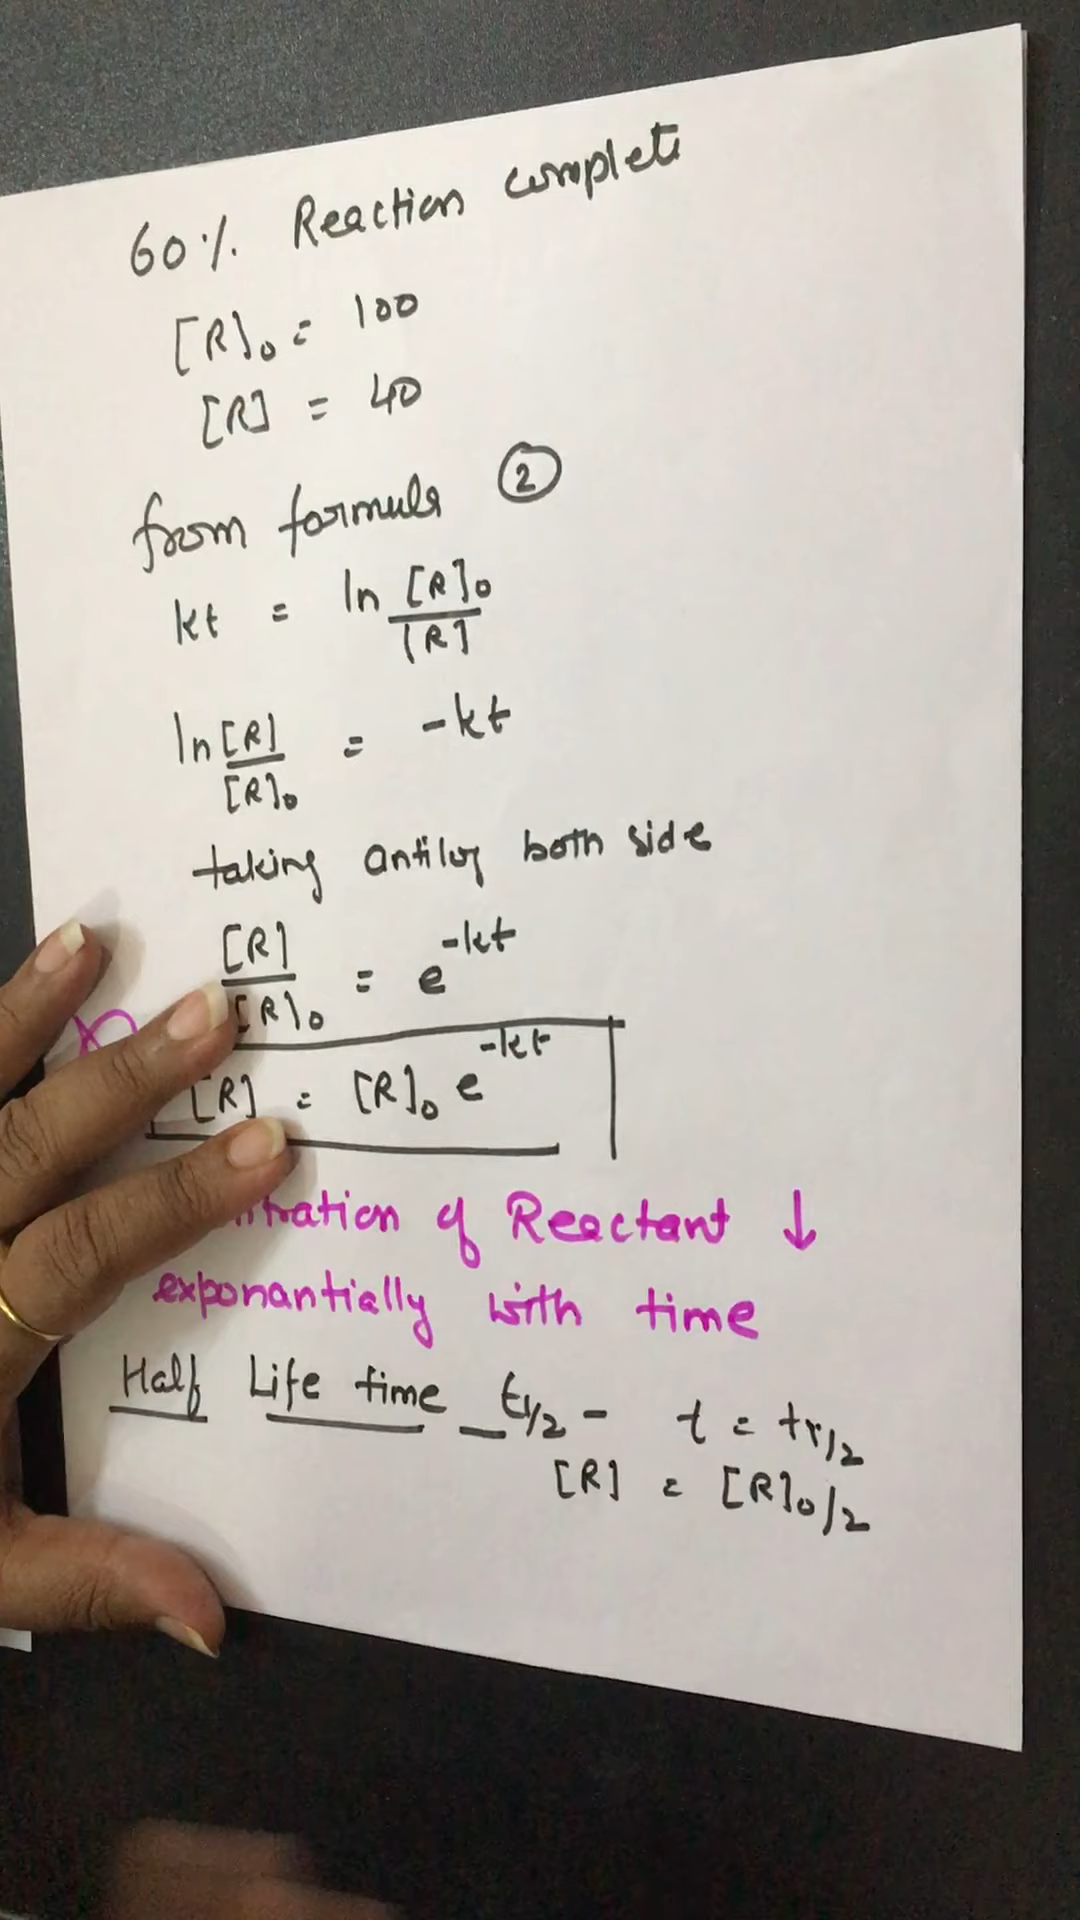 60% Reaction complete
[R]₀ = 100
[R] = 40
from formula ②
kt = ln [R]₀/[R]
ln [R]/[R]₀ = -kt
taking antilog both side
[R]/[R]₀ = e^-kt
[R] = [R]₀ e^-kt
of Reactant ↓
exponantially with time
Half Life time t1/2 - t = t1/2
[R] = [R]₀/2